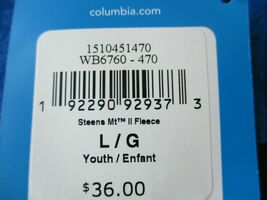 columbia.com
1510451470
WB6760 - 470
1 92290 92937 3
Steens Mt™ II Fleece
L / G
Youth / Enfant
$36.00